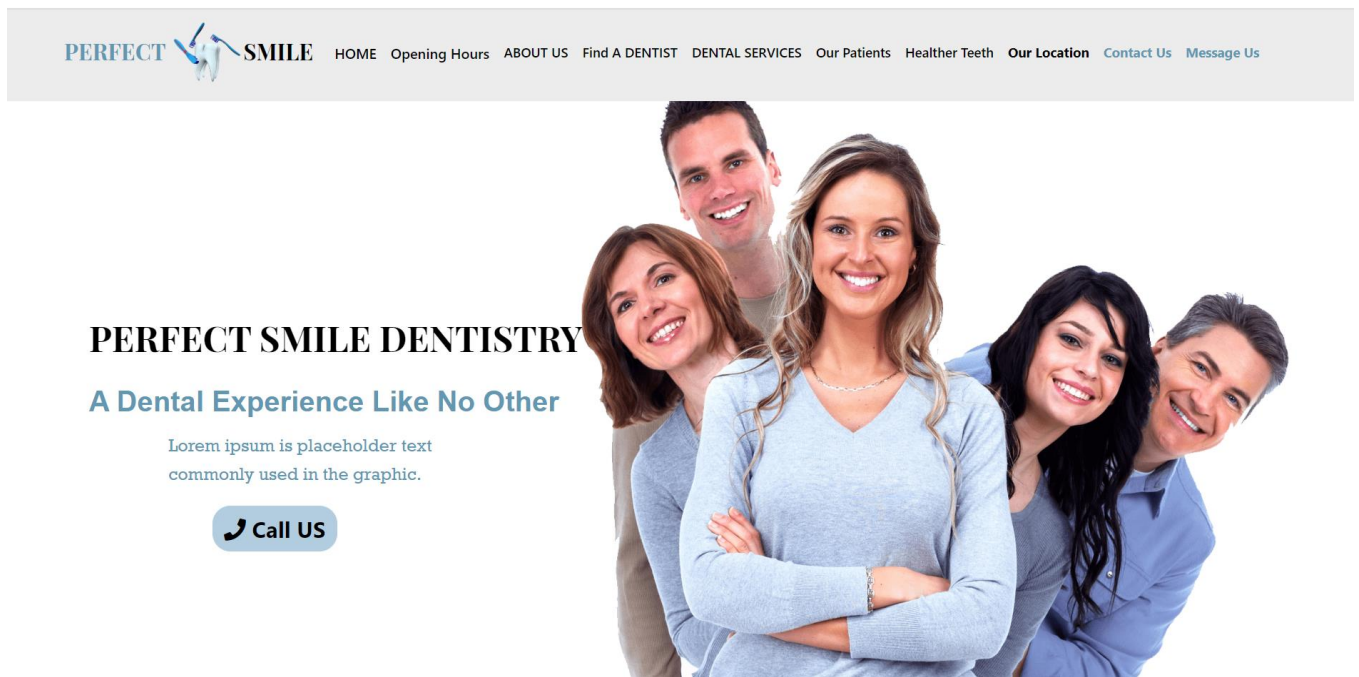 PERFECT SMILE HOME Opening Hours ABOUT US Find A DENTIST DENTAL SERVICES Our Patients Healther Teeth Our Location Contact Us Message Us
PERFECT SMILE DENTISTRY
A Dental Experience Like No Other
Lorem ipsum is placeholder text
commonly used in the graphic.
Call US